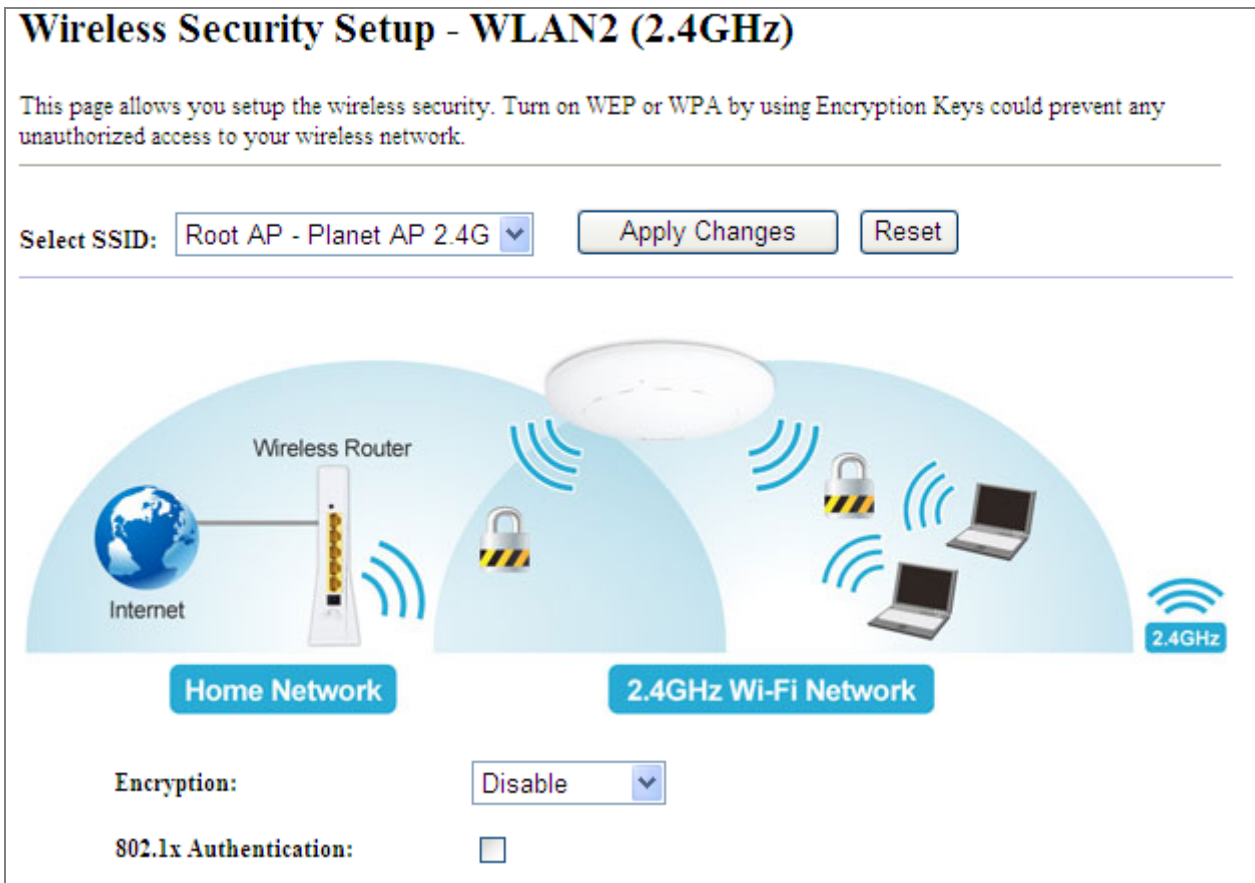 Wireless Security Setup - WLAN2 (2.4GHz)
This page allows you setup the wireless security. Turn on WEP or WPA by using Encryption Keys could prevent any
unauthorized access to your wireless network.
Select SSID: Root AP - Planet AP 2.4G Apply Changes Reset
Wireless Router
Internet
2.4GHz
Home Network 2.4GHz Wi-Fi Network
Encryption: Disable
802.1x Authentication: